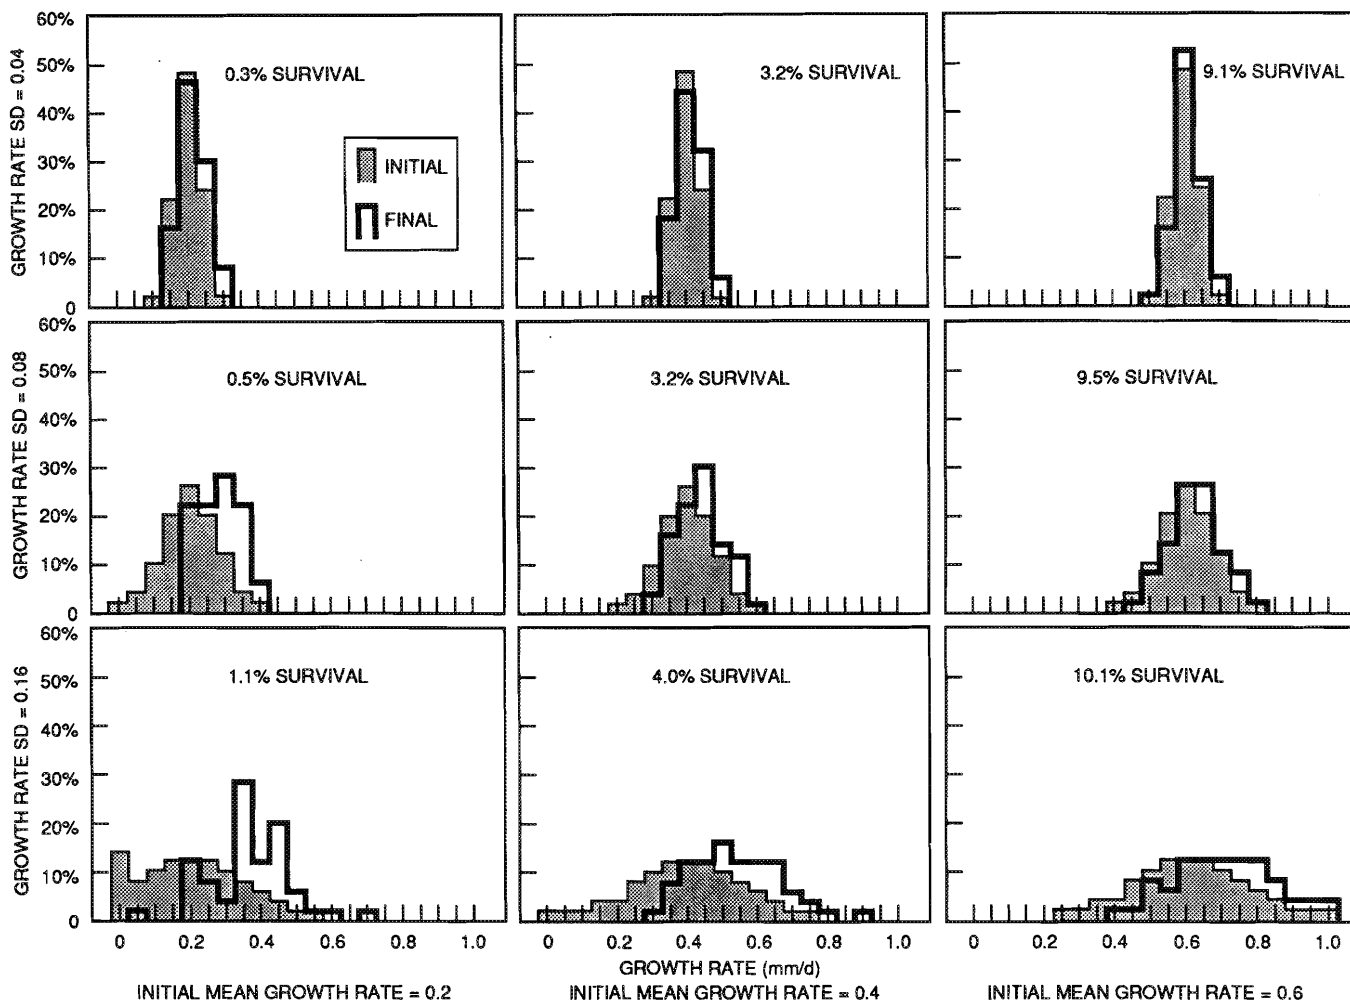 GROWTH RATE SD = 0.04
60%
50%
40%
30%
20%
10%
0
0.3% SURVIVAL
INITIAL
FINAL
3.2% SURVIVAL
9.1% SURVIVAL
GROWTH RATE SD = 0.08
60%
50%
40%
30%
20%
10%
0
0.5% SURVIVAL
3.2% SURVIVAL
9.5% SURVIVAL
GROWTH RATE SD = 0.16
60%
50%
40%
30%
20%
10%
0
1.1% SURVIVAL
4.0% SURVIVAL
10.1% SURVIVAL
0 0.2 0.4 0.6 0.8 1.0
0 0.2 0.4 0.6 0.8 1.0
0 0.2 0.4 0.6 0.8 1.0
GROWTH RATE (mm/d)
INITIAL MEAN GROWTH RATE = 0.2
INITIAL MEAN GROWTH RATE = 0.4
INITIAL MEAN GROWTH RATE = 0.6